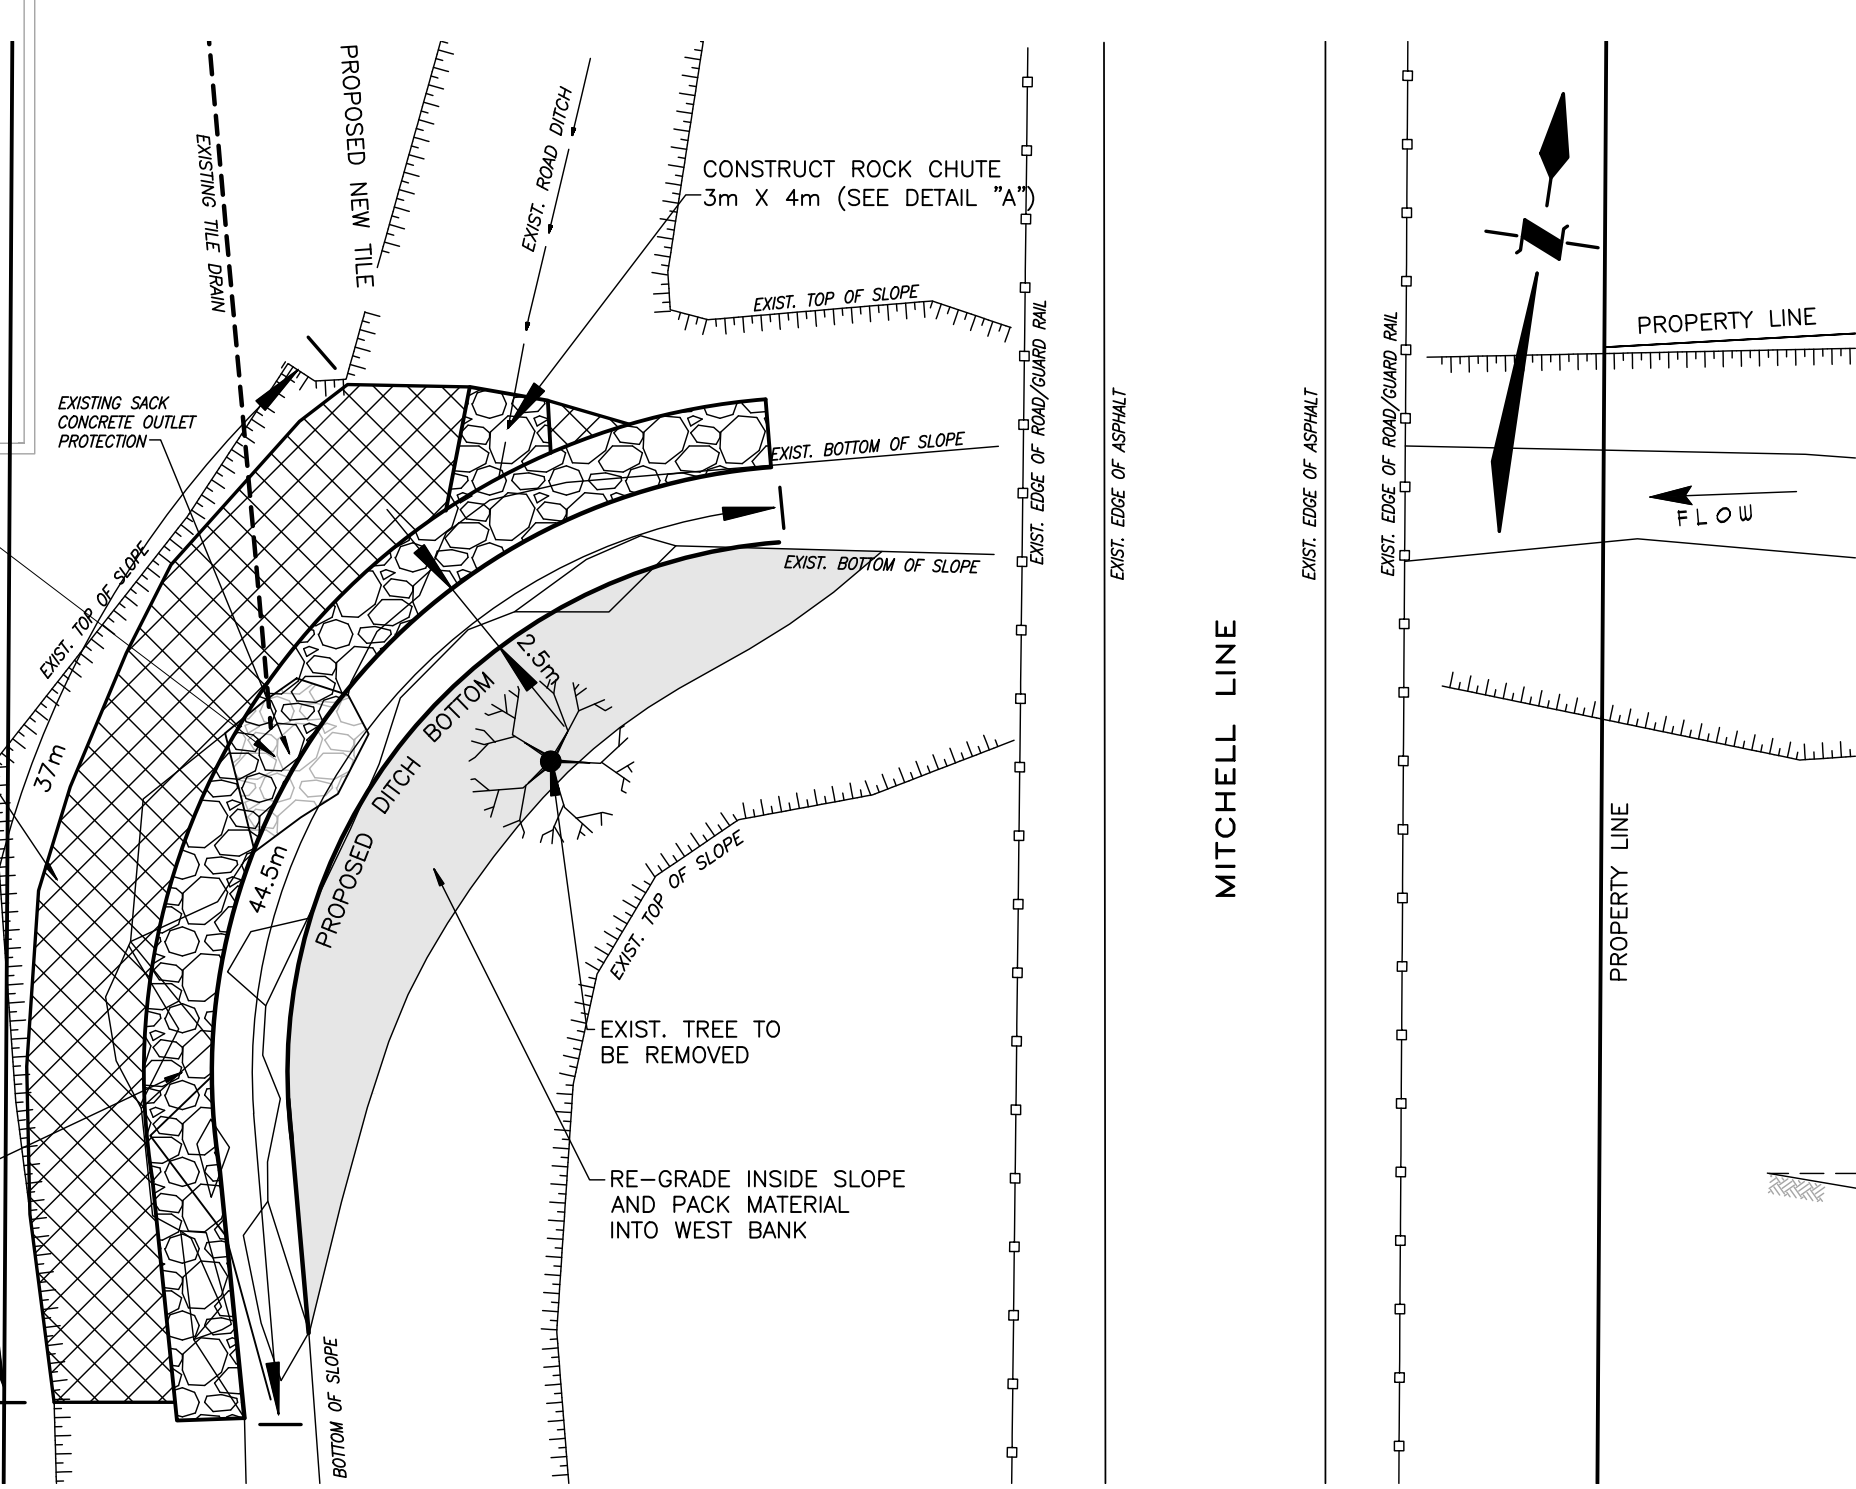 PROPOSED NEW TILE
EXISTING TILE DRAIN
EXIST. ROAD DITCH
CONSTRUCT ROCK CHUTE
3m X 4m (SEE DETAIL "A")
EXIST. TOP OF SLOPE
EXIST. EDGE OF ROAD/GUARD RAIL
EXIST. EDGE OF ASPHALT
EXIST. EDGE OF ASPHALT
EXIST. EDGE OF ROAD/GUARD RAIL
N
PROPERTY LINE
FLOW
EXISTING SACK
CONCRETE OUTLET
PROTECTION
EXIST. BOTTOM OF SLOPE
EXIST. BOTTOM OF SLOPE
EXIST. TOP OF SLOPE
2.5m
37m
44.5m
PROPOSED DITCH BOTTOM
MITCHELL LINE
PROPERTY LINE
EXIST. TOP OF SLOPE
EXIST. TREE TO
BE REMOVED
RE-GRADE INSIDE SLOPE
AND PACK MATERIAL
INTO WEST BANK
BOTTOM OF SLOPE